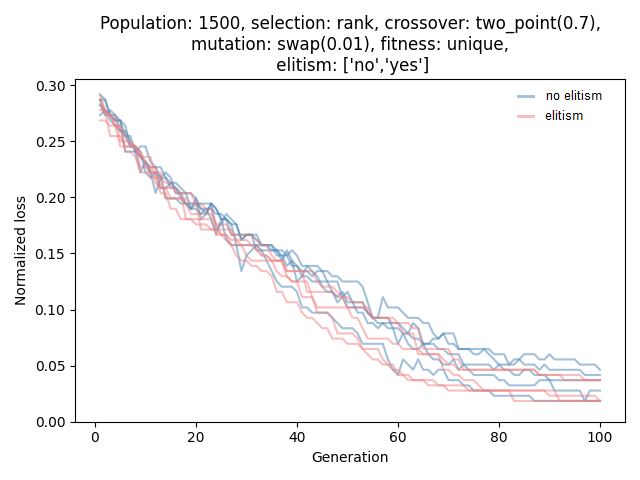 Population: 1500, selection: rank, crossover: two_point(0.7),
mutation: swap(0.01), fitness: unique,
elitism: ['no','yes']
0.30
0.25
0.20
0.15
0.10
0.05
0.00
Normalized loss
no elitism
elitism
0
20
40
60
80
100
Generation